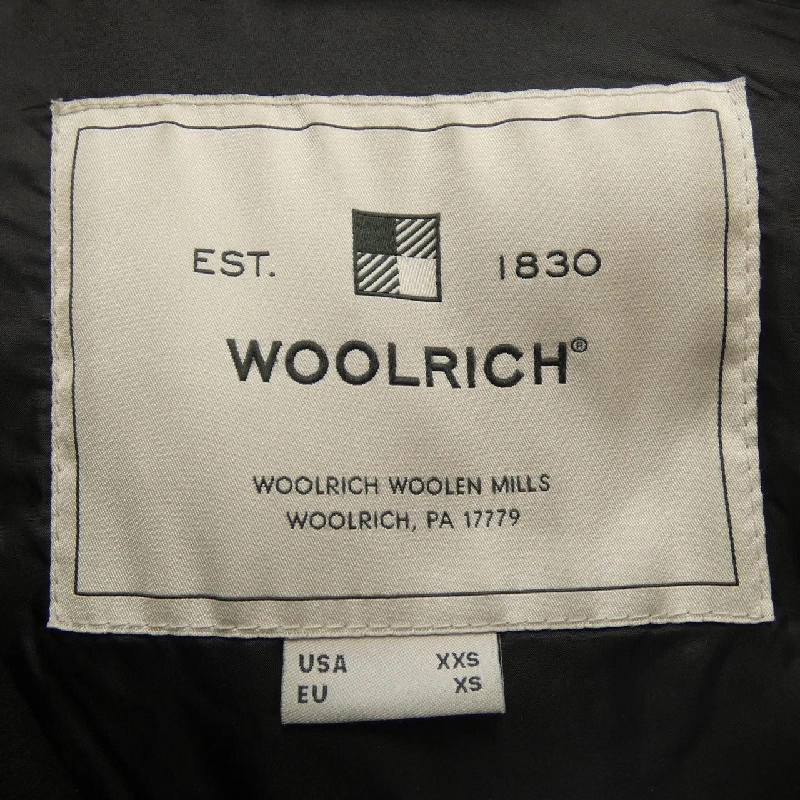 EST. 1830
WOOLRICH®
WOOLRICH WOOLEN MILLS
WOOLRICH, PA 17779
USA XXS
EU XS